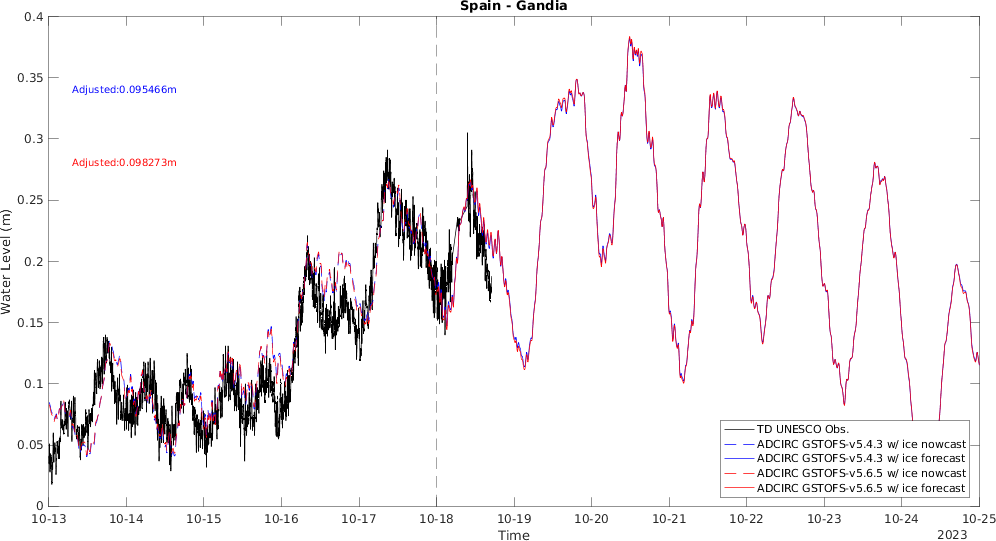 Spain - Gandia
0.4
0.35
0.3
0.25
0.2
0.15
0.1
0.05
0
Water Level (m)
Adjusted:0.095466m
Adjusted:0.098273m
TD UNESCO Obs.
ADCIRC GSTOFS-v5.4.3 w/ ice nowcast
ADCIRC GSTOFS-v5.4.3 w/ ice forecast
ADCIRC GSTOFS-v5.6.5 w/ ice nowcast
ADCIRC GSTOFS-v5.6.5 w/ ice forecast
10-13 10-14 10-15 10-16 10-17 10-18 10-19 10-20 10-21 10-22 10-23 10-24 10-25
Time
2023